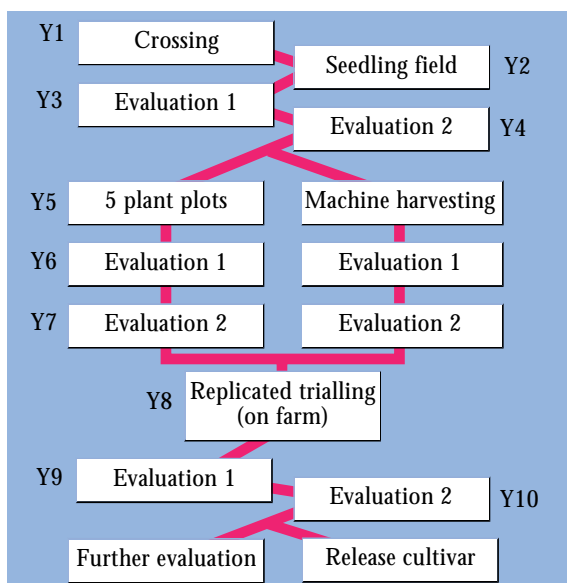 Y1 Crossing
Seedling field Y2
Y3 Evaluation 1
Evaluation 2 Y4
Y5 5 plant plots Machine harvesting
Y6 Evaluation 1 Evaluation 1
Y7 Evaluation 2 Evaluation 2
Y8 Replicated trialling
(on farm)
Y9 Evaluation 1
Evaluation 2 Y10
Further evaluation Release cultivar